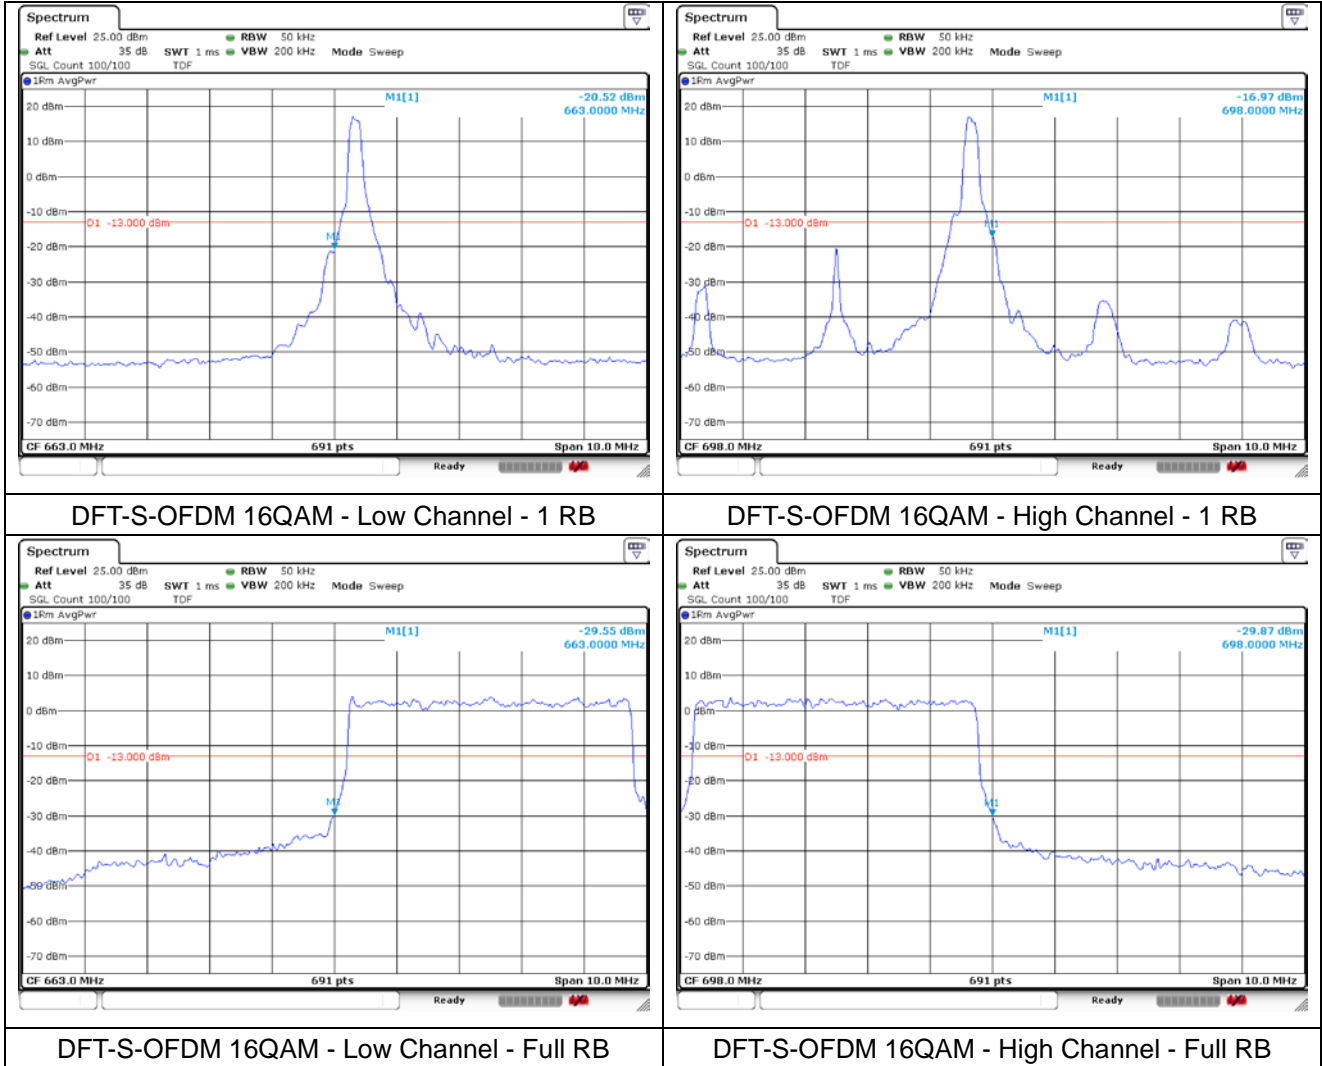 Spectrum
Ref Level 25.00 dBm RBW 50 kHz
Att 35 dB SWT 1 ms VBW 200 kHz Mode Sweep
SGL Count 100/100 TDF
1Rm AvgPwr
M1[1] -20.52 dBm
663.0000 MHz
20 dBm
10 dBm
0 dBm
-10 dBm
D1 -13.000 dBm
M1
-20 dBm
-30 dBm
-40 dBm
-50 dBm
-60 dBm
-70 dBm
CF 663.0 MHz 691 pts Span 10.0 MHz
Ready
DFT-S-OFDM 16QAM - Low Channel - 1 RB
Spectrum
Ref Level 25.00 dBm RBW 50 kHz
Att 35 dB SWT 1 ms VBW 200 kHz Mode Sweep
SGL Count 100/100 TDF
1Rm AvgPwr
M1[1] -16.97 dBm
698.0000 MHz
20 dBm
10 dBm
0 dBm
-10 dBm
D1 -13.000 dBm
M1
-20 dBm
-30 dBm
-40 dBm
-50 dBm
-60 dBm
-70 dBm
CF 698.0 MHz 691 pts Span 10.0 MHz
Ready
DFT-S-OFDM 16QAM - High Channel - 1 RB
Spectrum
Ref Level 25.00 dBm RBW 50 kHz
Att 35 dB SWT 1 ms VBW 200 kHz Mode Sweep
SGL Count 100/100 TDF
1Rm AvgPwr
M1[1] -29.55 dBm
663.0000 MHz
20 dBm
10 dBm
0 dBm
-10 dBm
D1 -13.000 dBm
-20 dBm
M1
-30 dBm
-40 dBm
-50 dBm
-60 dBm
-70 dBm
CF 663.0 MHz 691 pts Span 10.0 MHz
Ready
DFT-S-OFDM 16QAM - Low Channel - Full RB
Spectrum
Ref Level 25.00 dBm RBW 50 kHz
Att 35 dB SWT 1 ms VBW 200 kHz Mode Sweep
SGL Count 100/100 TDF
1Rm AvgPwr
M1[1] -29.87 dBm
698.0000 MHz
20 dBm
10 dBm
0 dBm
-10 dBm
D1 -13.000 dBm
-20 dBm
M1
-30 dBm
-40 dBm
-50 dBm
-60 dBm
-70 dBm
CF 698.0 MHz 691 pts Span 10.0 MHz
Ready
DFT-S-OFDM 16QAM - High Channel - Full RB